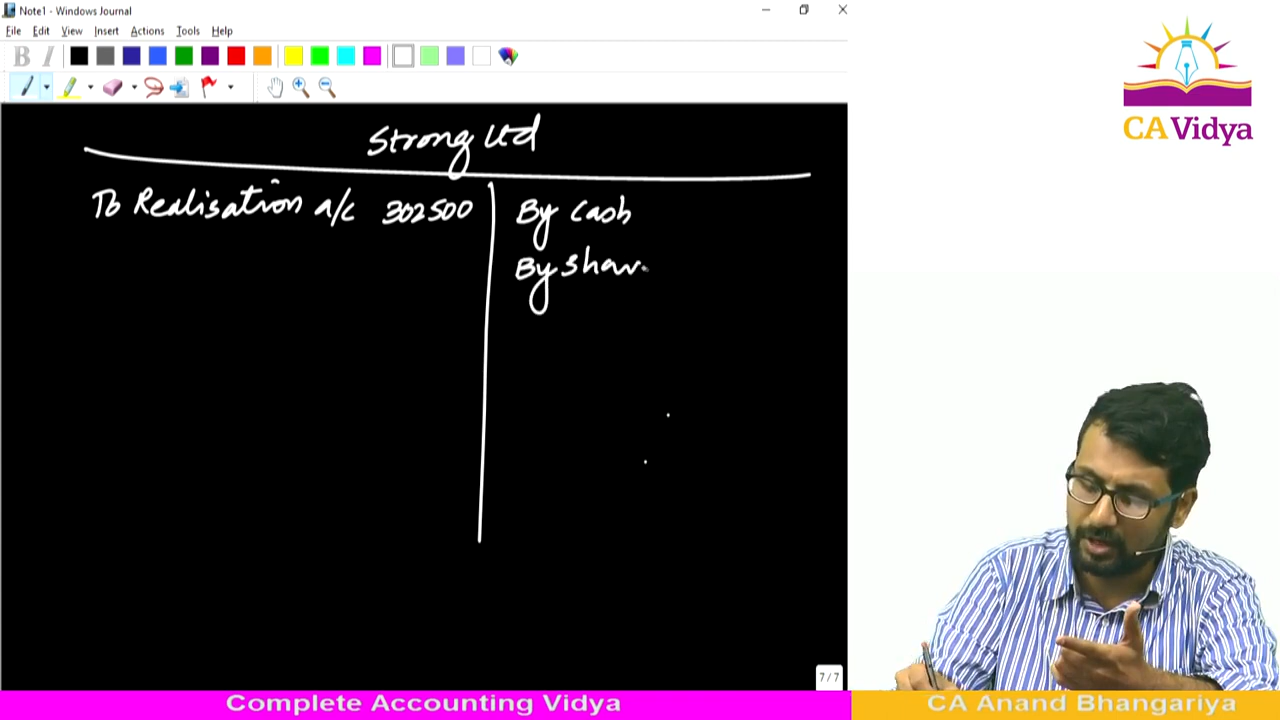 Note1 - Windows Journal
File Edit View Insert Actions Tools Help
B I
CA Vidya
Strong Ltd
To Realisation a/c 302500
By Cash
By Shar
7/7
Complete Accounting Vidya
CA Anand Bhangariya